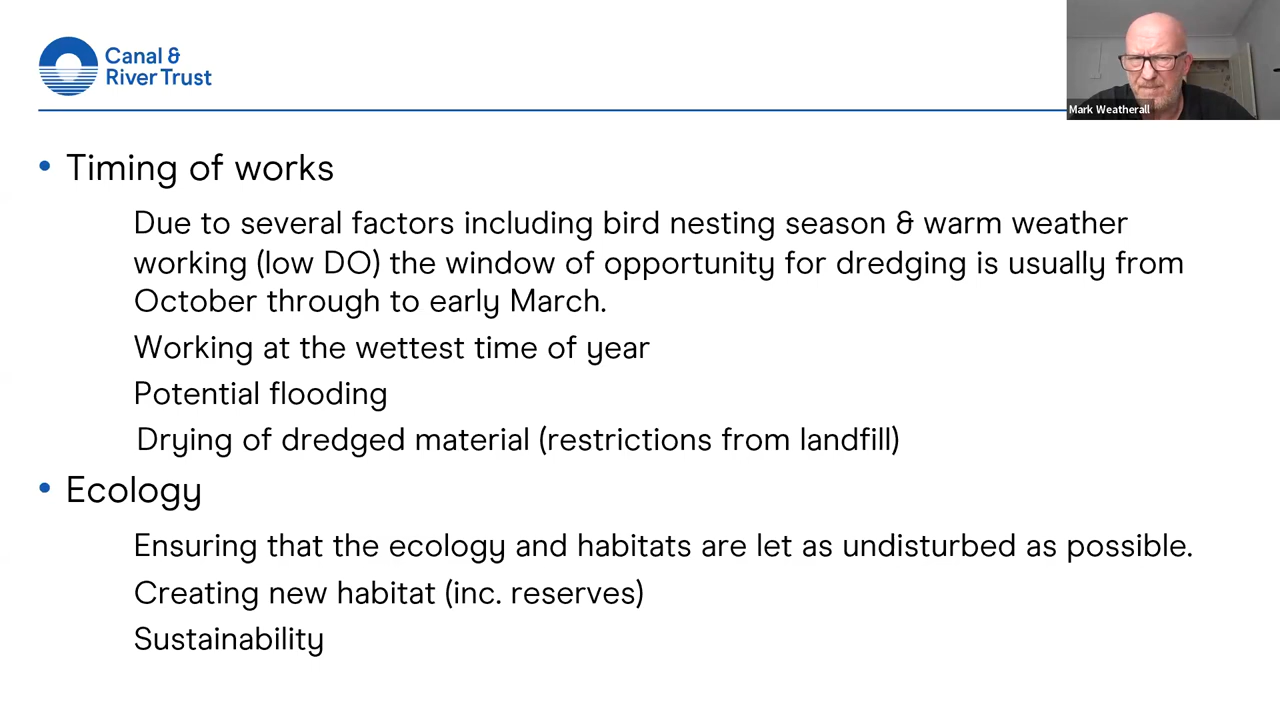 Canal &
River Trust
Mark Weatherall
• Timing of works
Due to several factors including bird nesting season & warm weather
working (low DO) the window of opportunity for dredging is usually from
October through to early March.
Working at the wettest time of year
Potential flooding
Drying of dredged material (restrictions from landfill)
• Ecology
Ensuring that the ecology and habitats are let as undisturbed as possible.
Creating new habitat (inc. reserves)
Sustainability